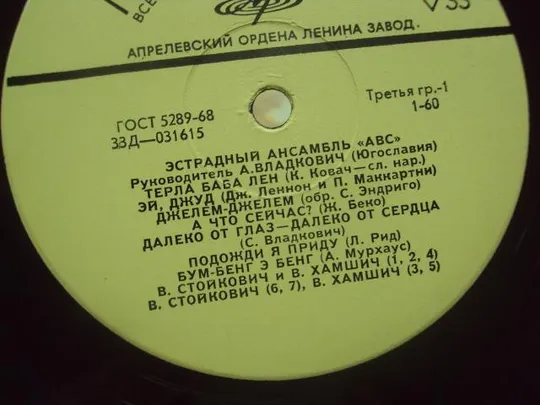 ВСЕ
33
АПРЕЛЕВСКИЙ ОРДЕНА ЛЕНИНА ЗАВОД
ГОСТ 5289-68
33Д—031615
Третья гр.-1
1-60
ЭСТРАДНЫЙ АНСАМБЛЬ «АВС»
Руководитель А.ВЛАДКОВИЧ (Югославия)
ТЕРЛА БАБА ЛЕН (К. Ковач—сл. нар.)
ЭЙ, ДЖУД (Дж. Леннон и П. Маккартни)
ДЖЕЛЕМ-ДЖЕЛЕМ (обр. С. Эндриго)
А ЧТО СЕЙЧАС? (Ж. Беко)
ДАЛЕКО ОТ ГЛАЗ—ДАЛЕКО ОТ СЕРДЦА
(С. Владкович)
ПОДОЖДИ Я ПРИДУ (Л. Рид)
БУМ-БЕНГ Э БЕНГ (А. Мурхаус)
В. СТОЙКОВИЧ и В. ХАМШИЧ (1, 2, 4)
В. СТОЙКОВИЧ (6, 7), В. ХАМШИЧ (3, 5)